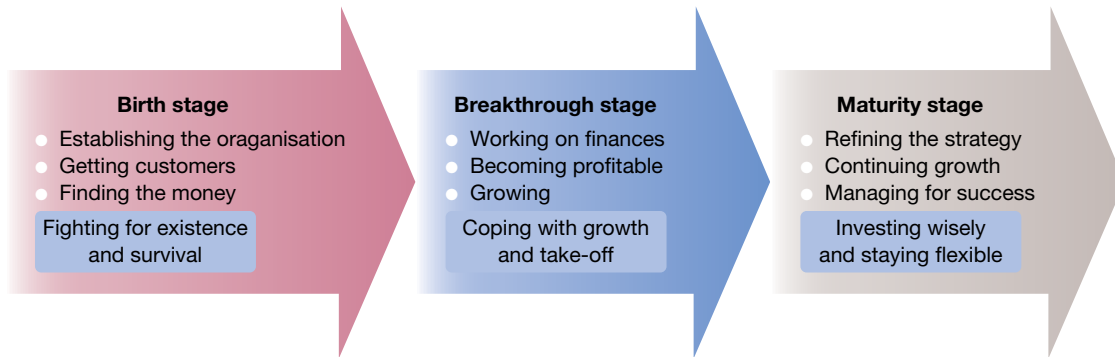 Birth stage
Establishing the oraganisation
Getting customers
Finding the money
Fighting for existence
and survival
Breakthrough stage
Working on finances
Becoming profitable
Growing
Coping with growth
and take-off
Maturity stage
Refining the strategy
Continuing growth
Managing for success
Investing wisely
and staying flexible